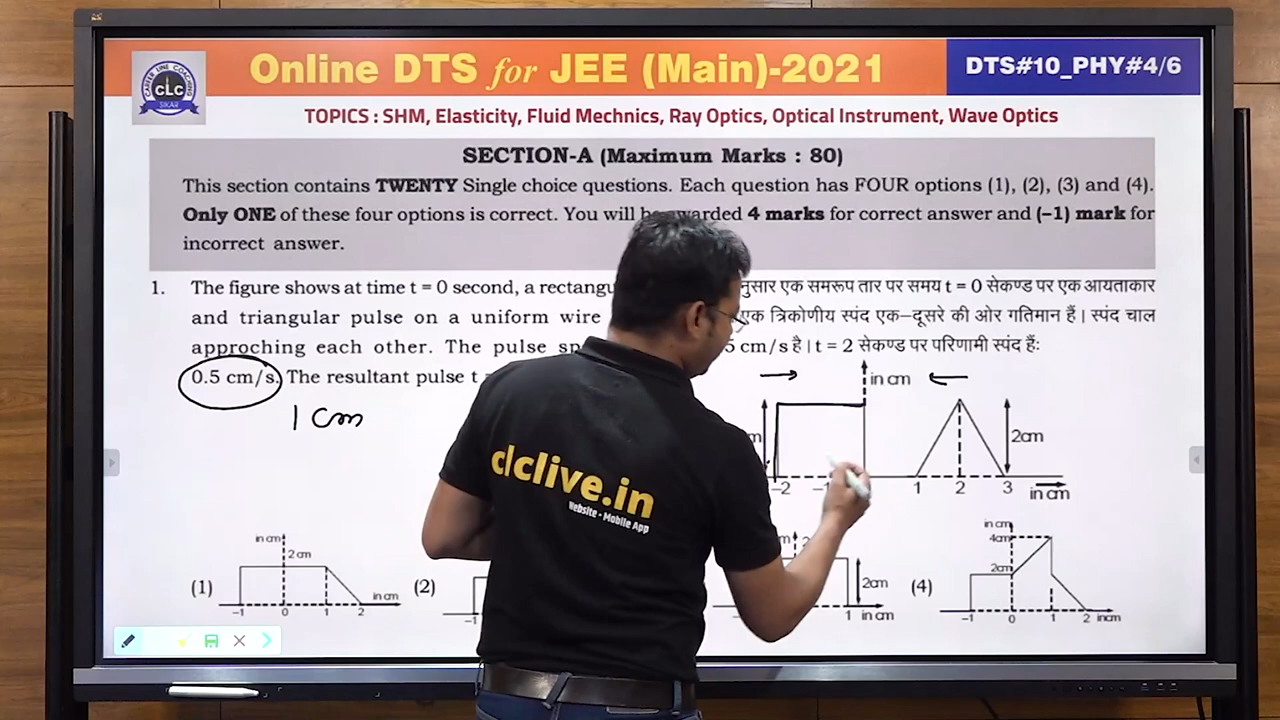 Online DTS for JEE (Main)-2021
DTS#10_PHY#4/6
CAREER LINE COACHING
CLC
SIKAR
TOPICS : SHM, Elasticity, Fluid Mechnics, Ray Optics, Optical Instrument, Wave Optics
SECTION-A (Maximum Marks : 80)
This section contains TWENTY Single choice questions. Each question has FOUR options (1), (2), (3) and (4).
Only ONE of these four options is correct. You will 4 marks for correct answer and (–1) mark for
incorrect answer.
1. The figure shows at time t = 0 second, a
and triangular pulse on a uniform wire
approching each other. The pulse
0.5 cm/s. The resultant pulse t
1 cm
एक समरूप तार पर समय t = 0 सेकण्ड पर एक आयताकार
एक त्रिकोणीय स्पंद एक–दूसरे की ओर गतिमान हैं। स्पंद चाल
5 cm/s है। t = 2 सेकण्ड पर परिणामी स्पंद हैः
in cm
2cm
–2 1 2 3 in cm
clclive.in
Website - Mobile App
(1) in cm 2 cm –1 0 1 2 in cm
(2) –1
2cm 1 in cm
(4) in cm 4cm 2cm –1 0 1 2 in cm